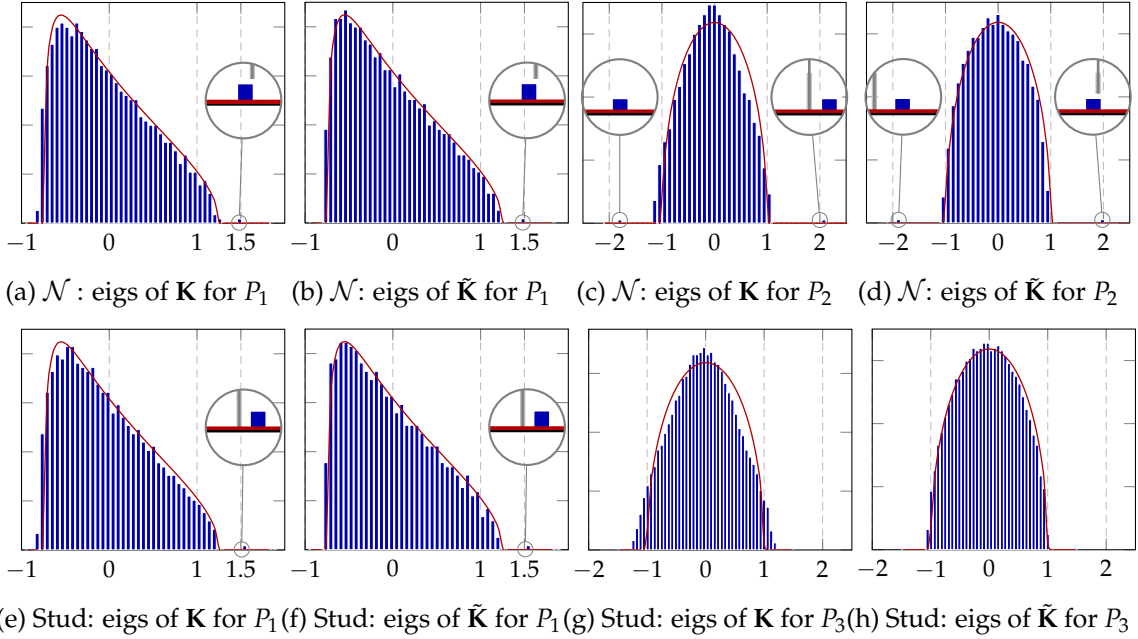 −1 0 1 1.5
−1 0 1 1.5
−2 −1 0 1 2
−2 −1 0 1 2
(a) 𝒩 : eigs of K for P₁
(b) 𝒩: eigs of K̃ for P₁
(c) 𝒩: eigs of K for P₂
(d) 𝒩: eigs of K̃ for P₂
−1 0 1 1.5
−1 0 1 1.5
−2 −1 0 1 2
−2 −1 0 1 2
e) Stud: eigs of K for P₁
(f) Stud: eigs of K̃ for P₁
(g) Stud: eigs of K for P₃
(h) Stud: eigs of K̃ for P₃